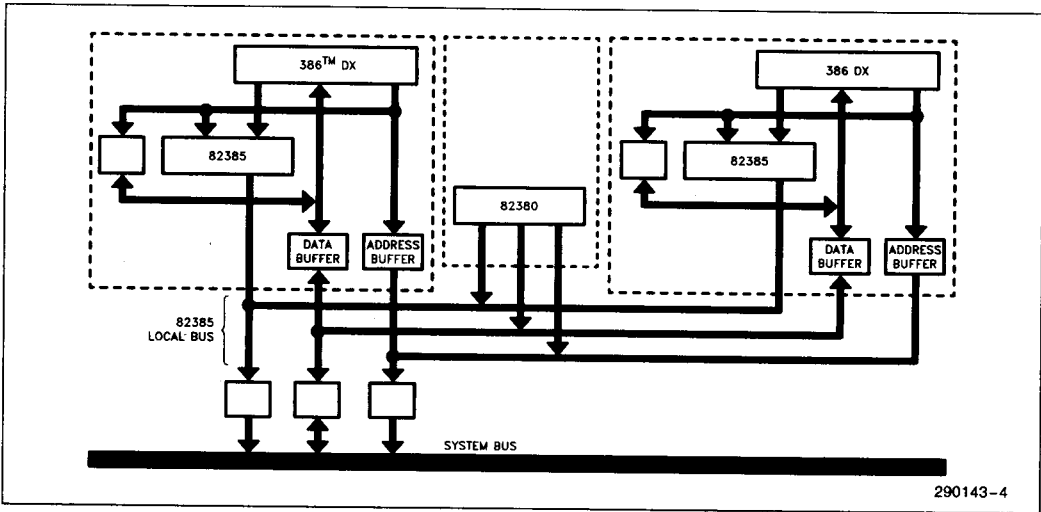 386™ DX
386 DX
82385
82385
82380
DATA
BUFFER
ADDRESS
BUFFER
DATA
BUFFER
ADDRESS
BUFFER
82385
LOCAL BUS
SYSTEM BUS
290143-4